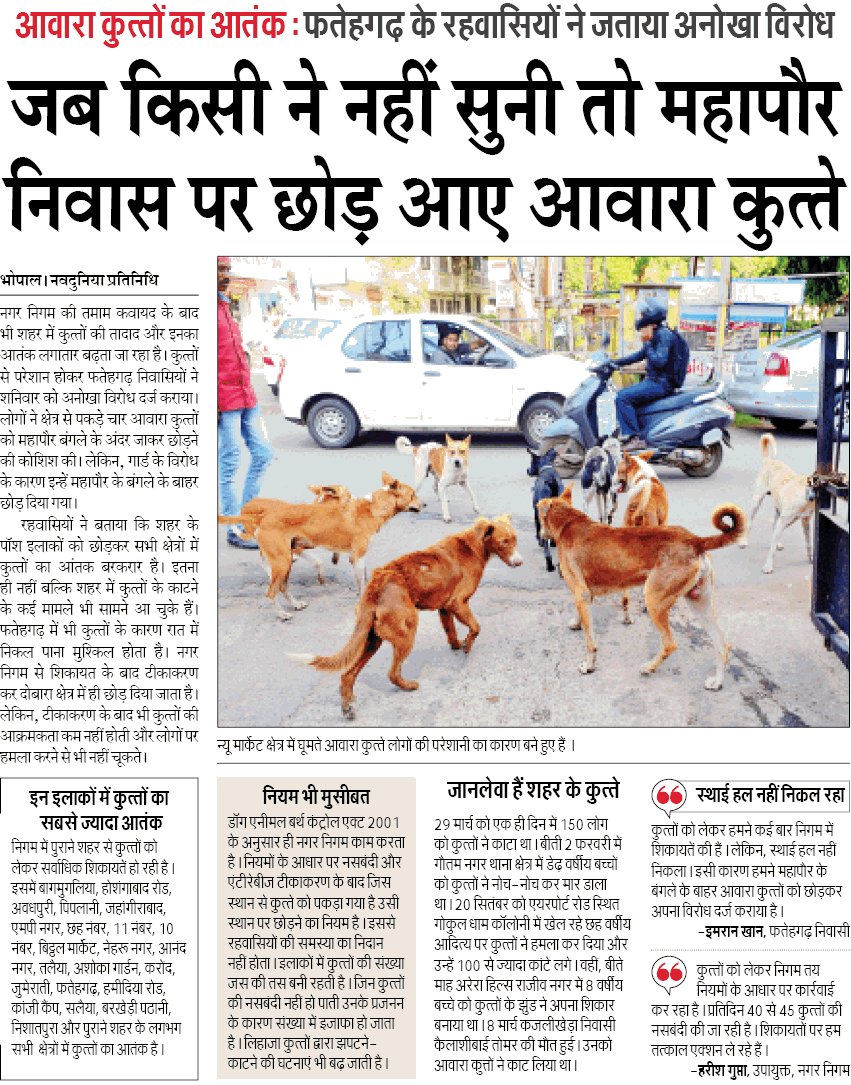 आवारा कुत्तों का आतंक : फतेहगढ़ के रहवासियों ने जताया अनोखा विरोध
जब किसी ने नहीं सुनी तो महापौर
निवास पर छोड़ आए आवारा कुत्ते
भोपाल। नवदुनिया प्रतिनिधि
नगर निगम की तमाम कवायद के बाद
भी शहर में कुत्तों की तादाद और इनका
आतंक लगातार बढ़ता जा रहा है। कुत्तों
से परेशान होकर फतेहगढ़ निवासियों ने
शनिवार को अनोखा विरोध दर्ज कराया।
लोगों ने क्षेत्र से पकड़े चार आवारा कुत्तों
को महापौर बंगले के अंदर जाकर छोड़ने
की कोशिश की। लेकिन, गार्ड के विरोध
के कारण इन्हें महापौर के बंगले के बाहर
छोड़ दिया गया।
रहवासियों ने बताया कि शहर के
पॉश इलाकों को छोड़कर सभी क्षेत्रों में
कुत्तों का आंतक बरकरार है। इतना
ही नहीं बल्कि शहर में कुत्तों के काटने
के कई मामले भी सामने आ चुके हैं।
फतेहगढ़ में भी कुत्तों के कारण रात में
निकल पाना मुश्किल होता है। नगर
निगम से शिकायत के बाद टीकाकरण
कर दोबारा क्षेत्र में ही छोड़ दिया जाता है।
लेकिन, टीकाकरण के बाद भी कुत्तों की
आक्रमकता कम नहीं होती और लोगों पर
हमला करने से भी नहीं चूकते।
न्यू मार्केट क्षेत्र में घूमते आवारा कुत्ते लोगों की परेशानी का कारण बने हुए हैं ।
इन इलाकों में कुत्तों का
सबसे ज्यादा आतंक
निगम में पुराने शहर से कुत्तों को
लेकर सर्वाधिक शिकायतें हो रही है।
इसमें बागमुगलिया, होशंगाबाद रोड,
अवधपुरी, पिपलानी, जहांगीराबाद,
एमपी नगर, छह नंबर, 11 नंबर, 10
नंबर, बिट्टल मार्केट, नेहरू नगर, आनंद
नगर, तलैया, अशोका गार्डन, करोंद,
जुमेराती, फतेहगढ़, हमीदिया रोड,
कांजी कैंप, सलैया, बरखेड़ी पठानी,
निशातपुरा और पुराने शहर के लगभग
सभी क्षेत्रों में कुत्तों का आतंक है।
नियम भी मुसीबत
डॉग एनीमल बर्थ कंट्रोल एक्ट 2001
के अनुसार ही नगर निगम काम करता
है। नियमों के आधार पर नसबंदी और
एंटीरेबीज टीकाकरण के बाद जिस
स्थान से कुत्ते को पकड़ा गया है उसी
स्थान पर छोड़ने का नियम है। इससे
रहवासियों की समस्या का निदान
नहीं होता। इलाकों में कुत्तों की संख्या
जस की तस बनी रहती है। जिन कुत्तों
की नसबंदी नहीं हो पाती उनके प्रजनन
के कारण संख्या में इजाफा हो जाता
है। लिहाजा कुत्तों द्वारा झपटने-
काटने की घटनाएं भी बढ़ जाती है।
जानलेवा हैं शहर के कुत्ते
29 मार्च को एक ही दिन में 150 लोग
को कुत्तों ने काटा था। बीती 2 फरवरी में
गौतम नगर थाना क्षेत्र में डेढ़ वर्षीय बच्चों
को कुत्तों ने नोच-नोच कर मार डाला
था। 20 सितंबर को एयरपोर्ट रोड स्थित
गोकूल धाम कॉलोनी में खेल रहे छह वर्षीय
आदित्य पर कुत्तों ने हमला कर दिया और
उन्हें 100 से ज्यादा कांटे लगे। वहीं, बीते
माह अरेरा हिल्स राजीव नगर में 8 वर्षीय
बच्चे को कुत्तों के झुंड ने अपना शिकार
बनाया था। 8 मार्च कजलीखेड़ा निवासी
कैलाशीबाई तोमर की मौत हुई। उनको
आवारा कुत्तो ने काट लिया था।
स्थाई हल नहीं निकल रहा
कुत्तों को लेकर हमने कई बार निगम में
शिकायतें की हैं। लेकिन, स्थाई हल नहीं
निकला। इसी कारण हमने महापौर के
बंगले के बाहर आवारा कुत्तों को छोड़कर
अपना विरोध दर्ज कराया है।
-इमरान खान, फतेहगढ़ निवासी
कुत्तों को लेकर निगम तय
नियमों के आधार पर कार्रवाई
कर रहा है। प्रतिदिन 40 से 45 कुत्तों की
नसबंदी की जा रही है। शिकायतों पर हम
तत्काल एक्शन ले रहे हैं।
-हरीश गुप्ता, उपायुक्त, नगर निगम